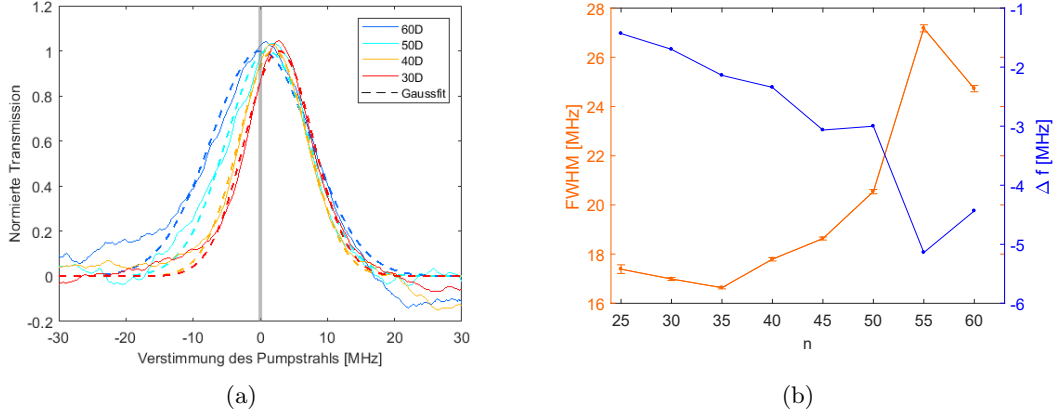 Normierte Transmission
1.2
1
0.8
0.6
0.4
0.2
0
-0.2
-30 -20 -10 0 10 20 30
Verstimmung des Pumpstrahls [MHz]
60D
50D
40D
30D
Gaussfit
(a)
FWHM [MHz]
28
26
24
22
20
18
16
25 30 35 40 45 50 55 60
n
-1
-2
-3
-4
-5
-6
Δ f [MHz]
(b)